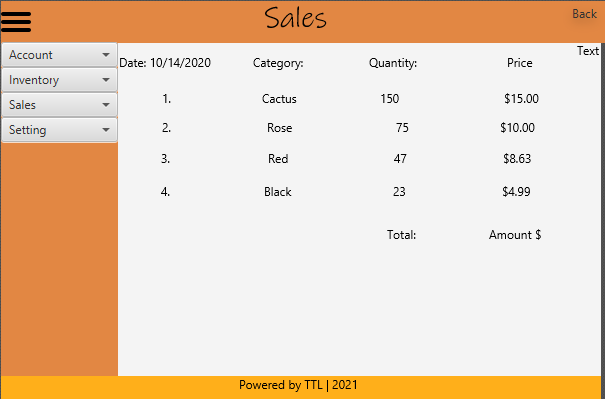 Sales
Back
Text
Account
Inventory
Sales
Setting
Date: 10/14/2020 Category: Quantity: Price
1. Cactus 150 $15.00
2. Rose 75 $10.00
3. Red 47 $8.63
4. Black 23 $4.99
Total: Amount $
Powered by TTL | 2021